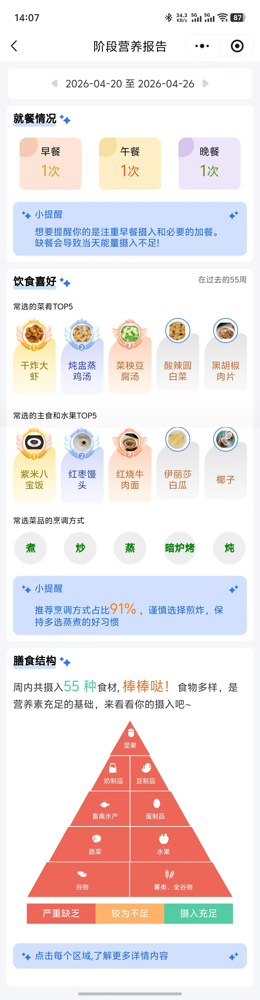 14:07
34.3 KB/s 5G 5G 87
阶段营养报告
2026-04-20 至 2026-04-26
就餐情况
早餐
1次
午餐
1次
晚餐
1次
小提醒
想要提醒你的是注重早餐摄入和必要的加餐。
缺餐会导致当天能量摄入不足!
饮食喜好
在过去的55周
常选的菜肴TOP5
1
干炸大
虾
2
炖盅蒸
鸡汤
3
菜秧豆
腐汤
酸辣圆
白菜
黑胡椒
肉片
常选的主食和水果TOP5
1
紫米八
宝饭
2
红枣馒
头
3
红烧牛
肉面
伊丽莎
白瓜
椰子
常选菜品的烹调方式
煮
炒
蒸
暗炉烤
炖
小提醒
推荐烹调方式占比91%，谨慎选择煎炸，保
持多选蒸煮的好习惯
膳食结构
周内共摄入55 种食材, 棒棒哒！食物多样，是
营养素充足的基础，来看看你的摄入吧~
坚果
奶制品
豆制品
畜禽水产
蛋制品
蔬菜
水果
谷物
薯类、全谷物
严重缺乏
较为不足
摄入充足
点击每个区域,了解更多详情内容